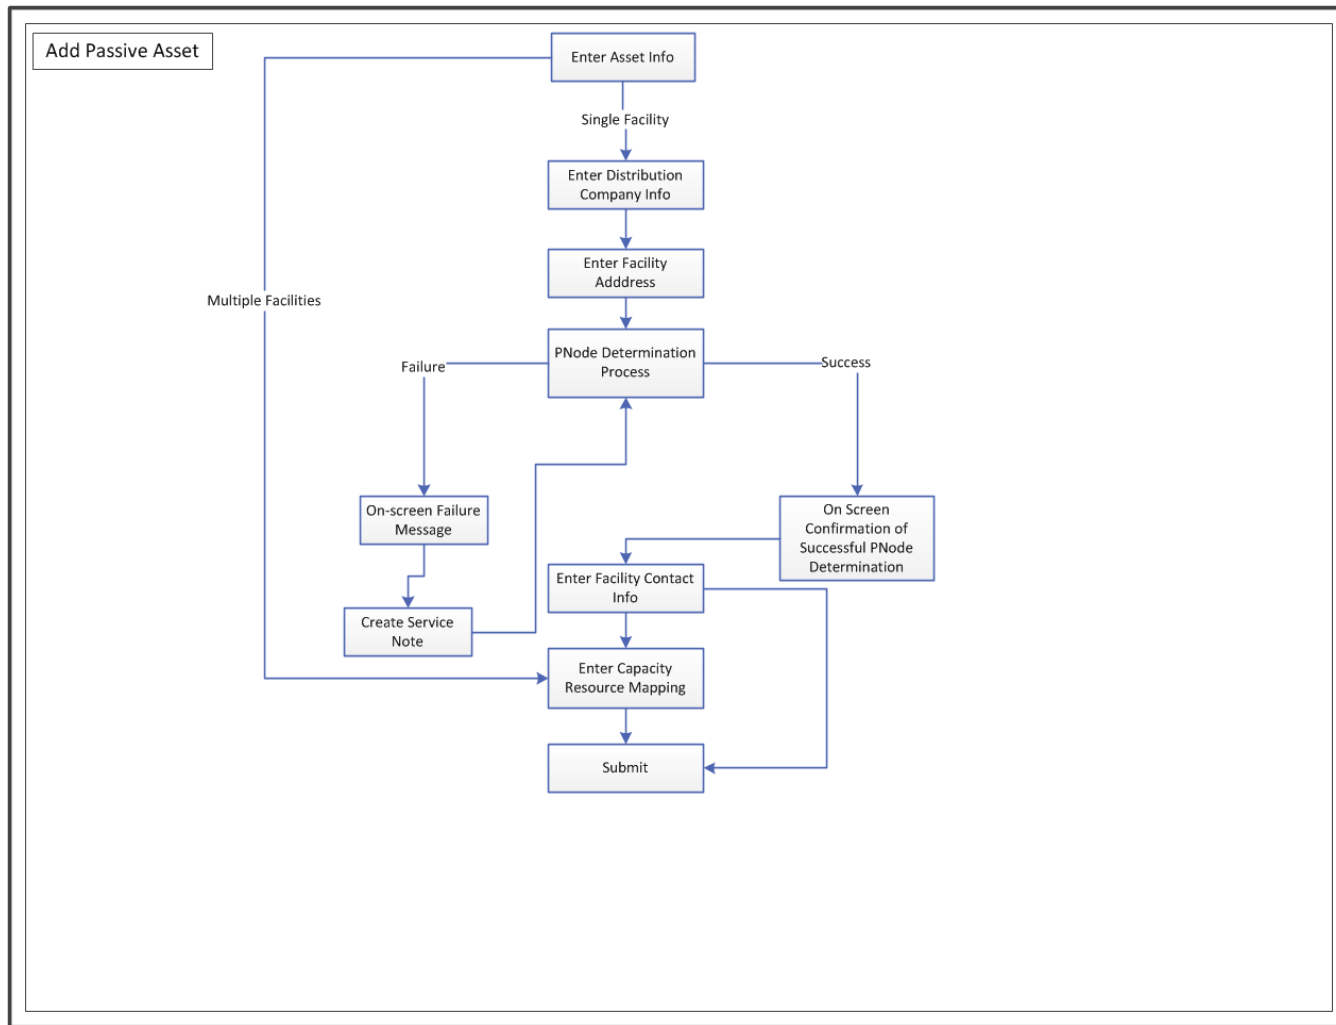 Add Passive Asset
Enter Asset Info
Single Facility
Enter Distribution
Company Info
Enter Facility
Adddress
Multiple Facilities
PNode Determination
Process
Failure
Success
On-screen Failure
Message
On Screen
Confirmation of
Successful PNode
Determination
Enter Facility Contact
Info
Create Service
Note
Enter Capacity
Resource Mapping
Submit